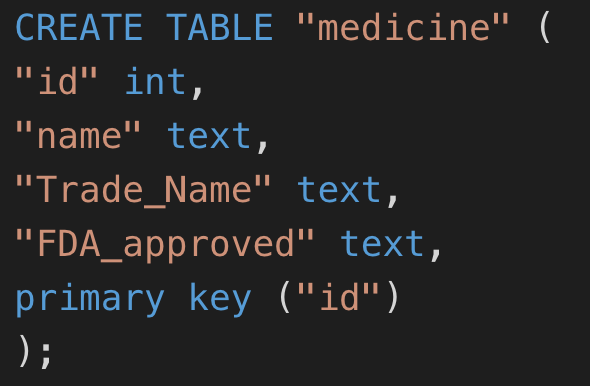 CREATE TABLE "medicine" (
"id" int,
"name" text,
"Trade_Name" text,
"FDA_approved" text,
primary key ("id")
);